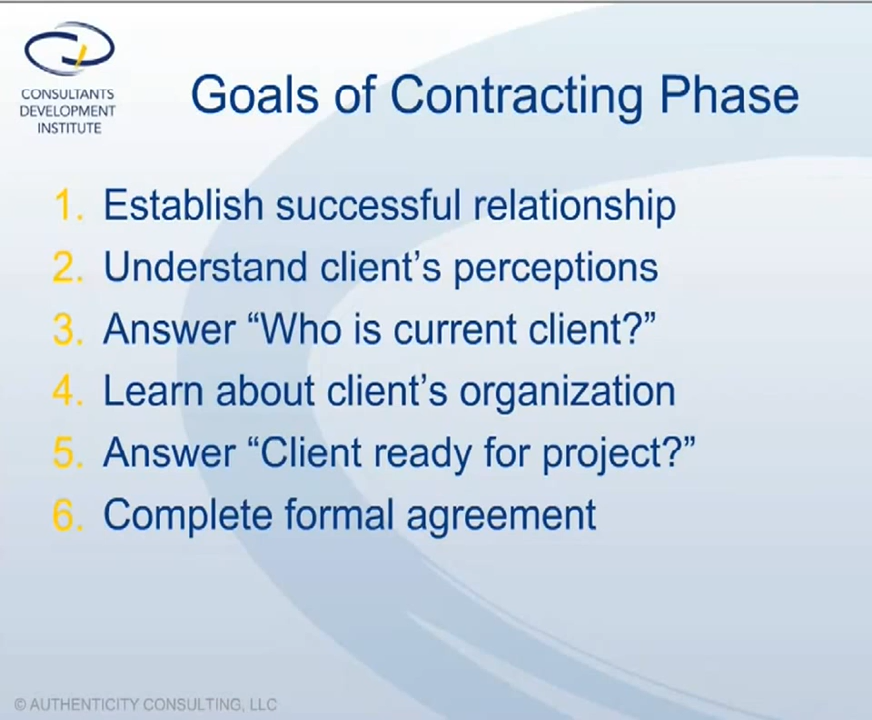 CONSULTANTS
DEVELOPMENT
INSTITUTE
Goals of Contracting Phase
1. Establish successful relationship
2. Understand client’s perceptions
3. Answer “Who is current client?”
4. Learn about client’s organization
5. Answer “Client ready for project?”
6. Complete formal agreement
© AUTHENTICITY CONSULTING, LLC